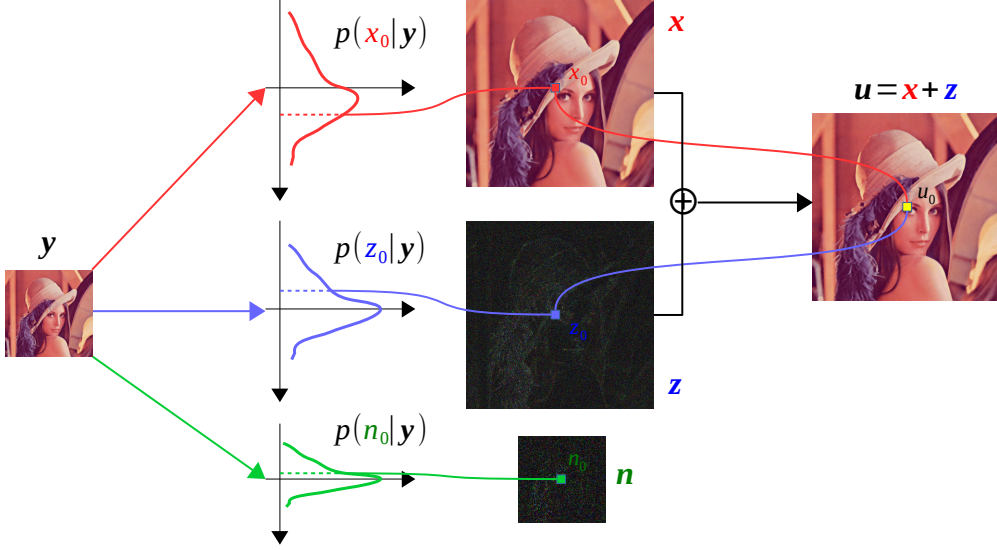 p(x₀|y)
x
x₀
u=x+z
u₀
y
p(z₀|y)
z₀
z
p(n₀|y)
n₀
n